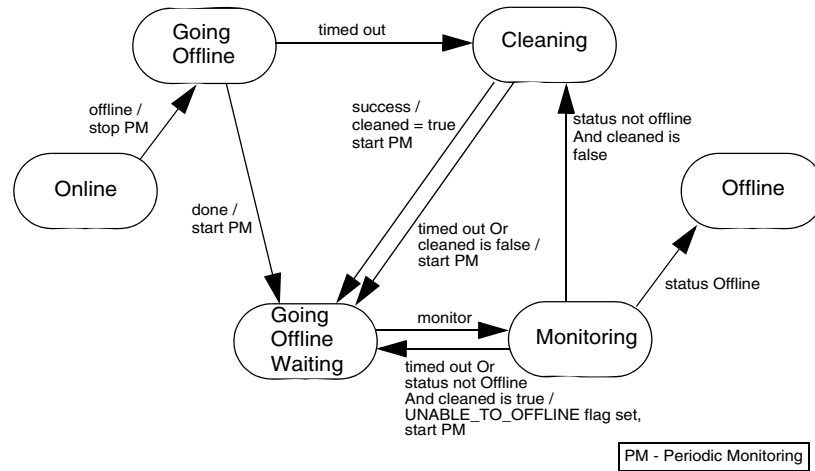 Going
Offline
timed out
Cleaning
offline /
stop PM
success /
cleaned = true
start PM
status not offline
And cleaned is
false
Online
Offline
done /
start PM
timed out Or
cleaned is false /
start PM
status Offline
Going
Offline
Waiting
monitor
Monitoring
timed out Or
status not Offline
And cleaned is true /
UNABLE_TO_OFFLINE flag set,
start PM
PM - Periodic Monitoring